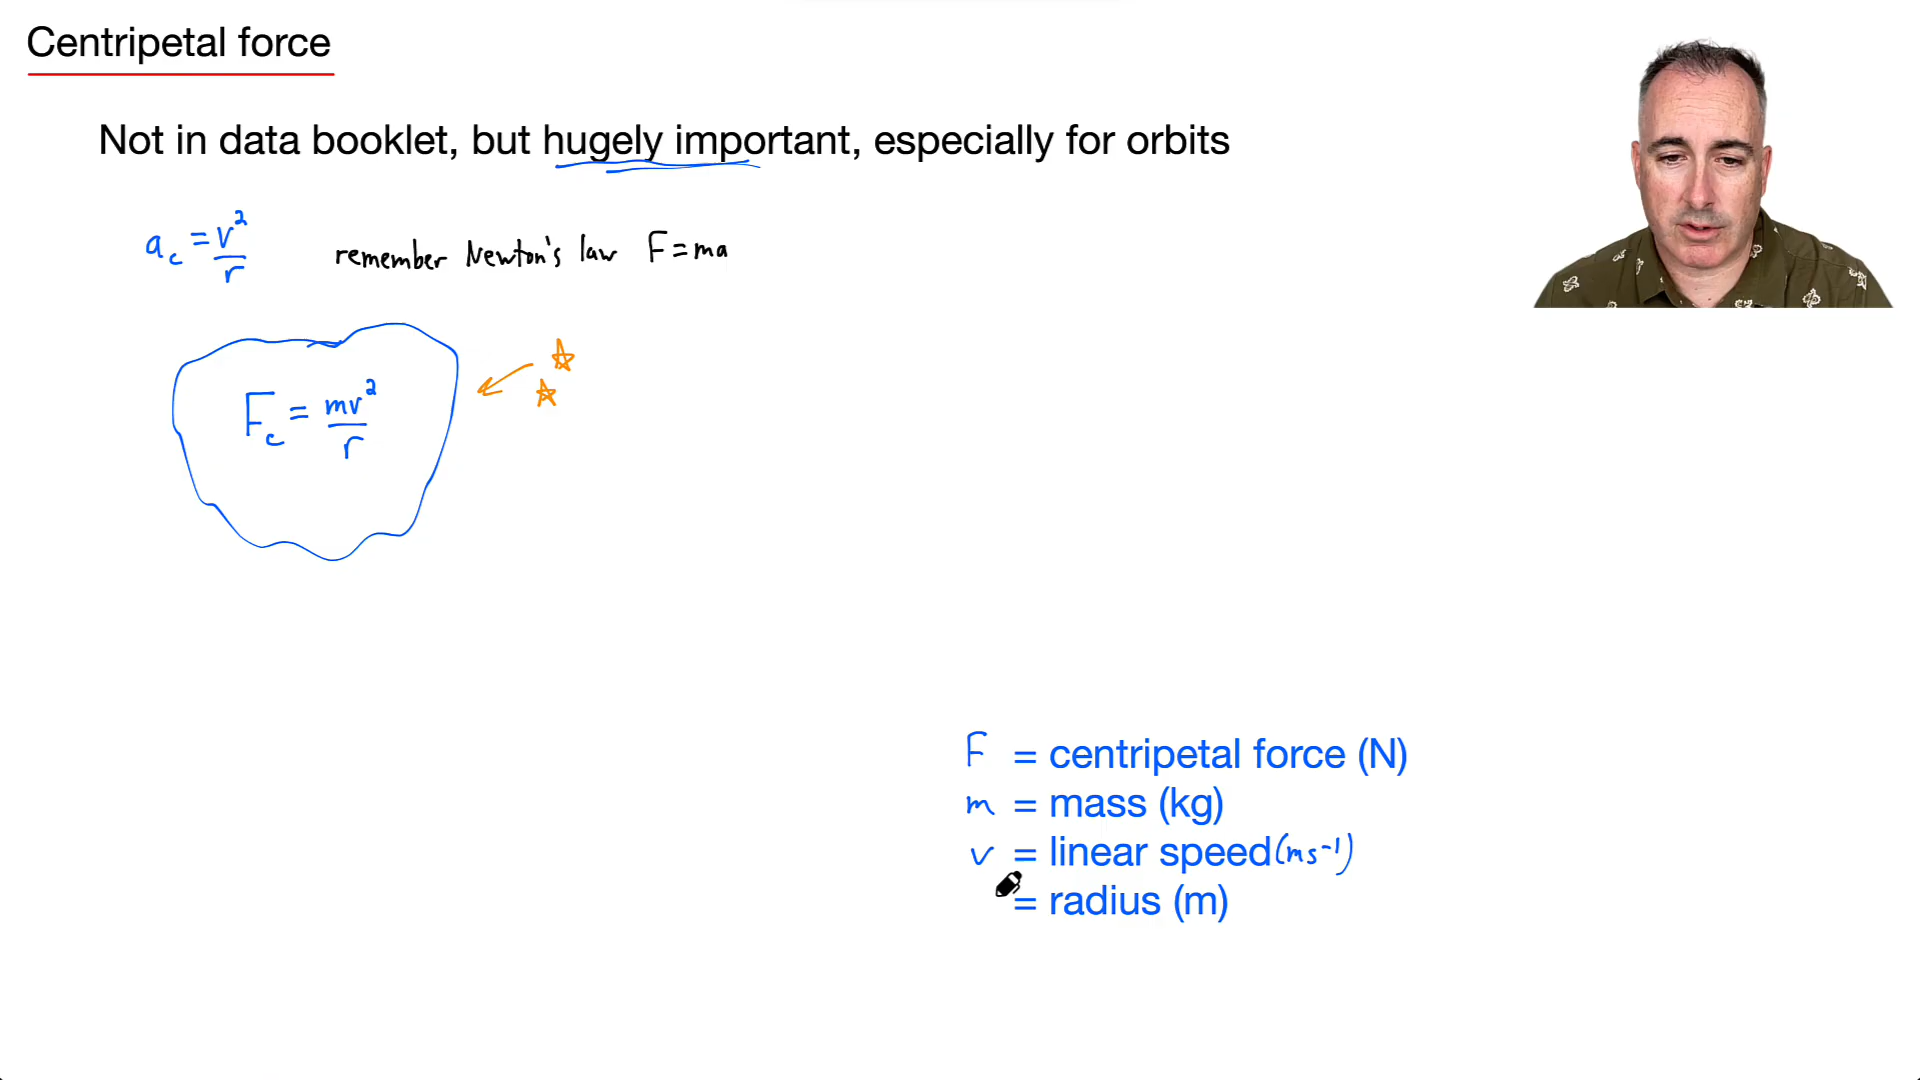 Centripetal force
Not in data booklet, but hugely important, especially for orbits
a_c = v²/r
remember Newton's law F=ma
F_c = mv²/r
F = centripetal force (N)
m = mass (kg)
v = linear speed (ms⁻¹)
= radius (m)